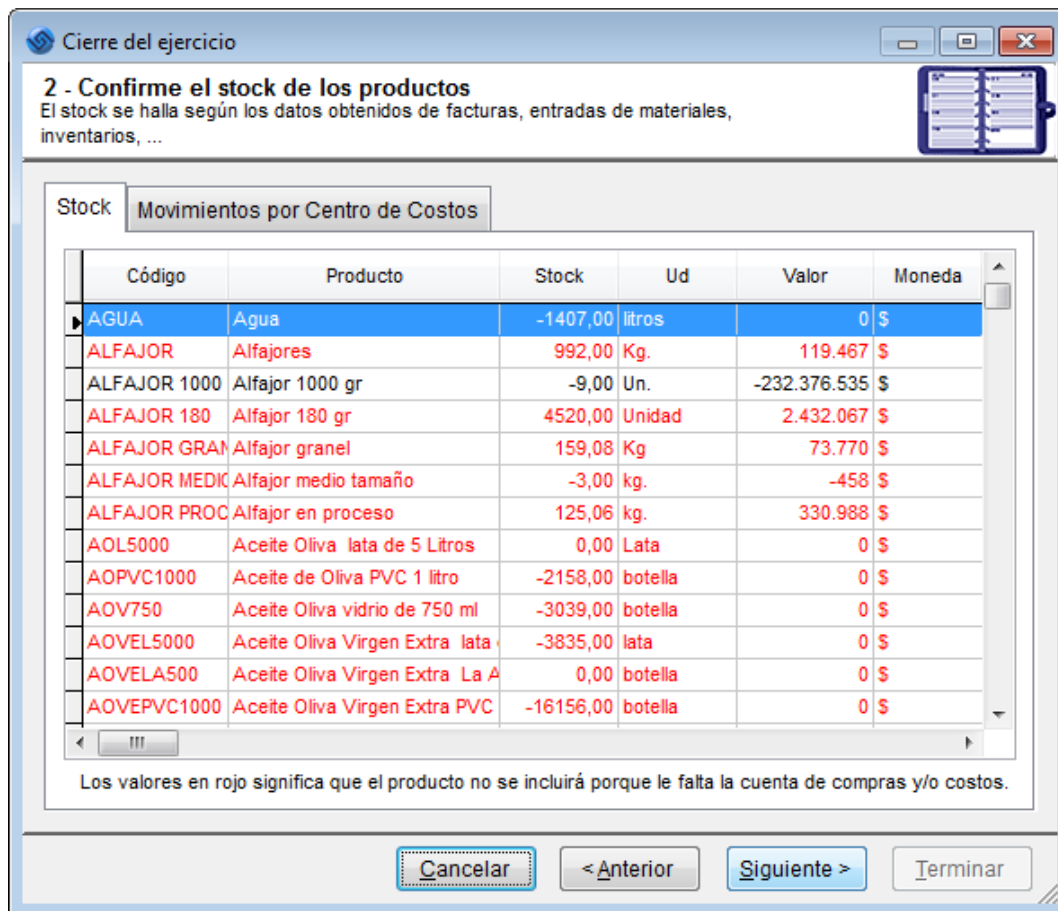 Cierre del ejercicio
2 - Confirme el stock de los productos
El stock se halla según los datos obtenidos de facturas, entradas de materiales,
inventarios, ...
Stock Movimientos por Centro de Costos
Código Producto Stock Ud Valor Moneda
AGUA Agua -1407,00 litros 0 $
ALFAJOR Alfajores 992,00 Kg. 119.467 $
ALFAJOR 1000 Alfajor 1000 gr -9,00 Un. -232.376.535 $
ALFAJOR 180 Alfajor 180 gr 4520,00 Unidad 2.432.067 $
ALFAJOR GRAN Alfajor granel 159,08 Kg 73.770 $
ALFAJOR MEDIO Alfajor medio tamaño -3,00 kg. -458 $
ALFAJOR PROC Alfajor en proceso 125,06 kg. 330.988 $
AOL5000 Aceite Oliva lata de 5 Litros 0,00 Lata 0 $
AOPVC1000 Aceite de Oliva PVC 1 litro -2158,00 botella 0 $
AOV750 Aceite Oliva vidrio de 750 ml -3039,00 botella 0 $
AOVEL5000 Aceite Oliva Virgen Extra lata -3835,00 lata 0 $
AOVELA500 Aceite Oliva Virgen Extra La A 0,00 botella 0 $
AOVEPVC1000 Aceite Oliva Virgen Extra PVC -16156,00 botella 0 $
Los valores en rojo significa que el producto no se incluirá porque le falta la cuenta de compras y/o costos.
Cancelar < Anterior Siguiente > Terminar